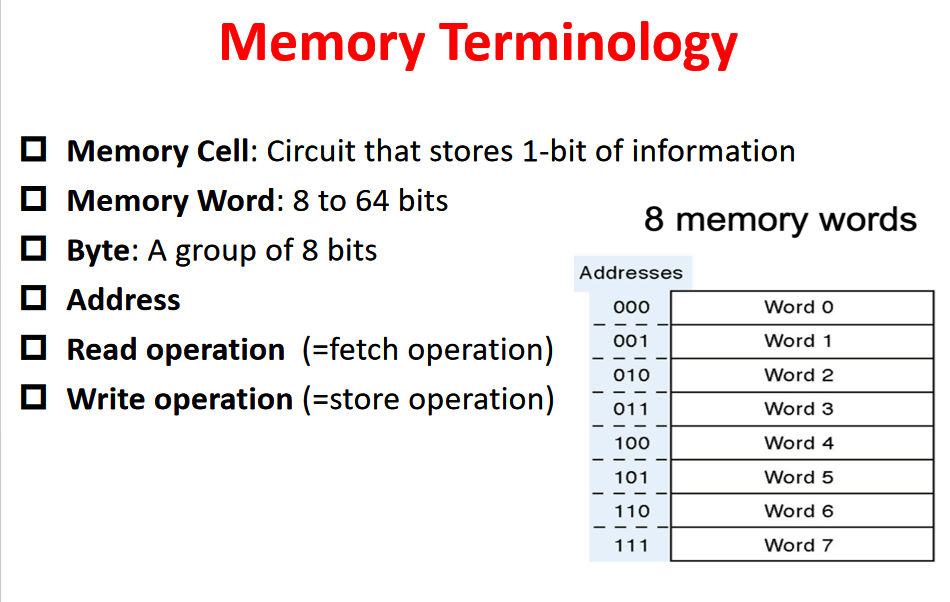 Memory Terminology
Memory Cell: Circuit that stores 1-bit of information
Memory Word: 8 to 64 bits
Byte: A group of 8 bits
Address
Read operation (=fetch operation)
Write operation (=store operation)
8 memory words
Addresses
000 Word 0
001 Word 1
010 Word 2
011 Word 3
100 Word 4
101 Word 5
110 Word 6
111 Word 7